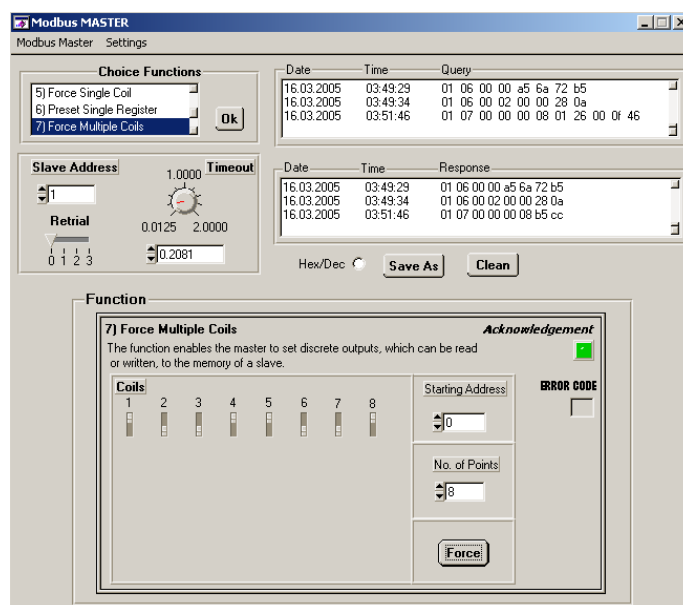 Modbus MASTER
Modbus Master Settings
Choice Functions
5) Force Single Coil
6) Preset Single Register
7) Force Multiple Coils
Ok
Date Time Query
16.03.2005 03:49:29 01 06 00 00 a5 6a 72 b5
16.03.2005 03:49:34 01 06 00 02 00 00 28 0a
16.03.2005 03:51:46 01 07 00 00 00 08 01 26 00 0f 46
Slave Address
1
Retrial
0 1 2 3
Timeout
1.0000
0.0125 2.0000
0.2081
Date Time Response
16.03.2005 03:49:29 01 06 00 00 a5 6a 72 b5
16.03.2005 03:49:34 01 06 00 02 00 00 28 0a
16.03.2005 03:51:46 01 07 00 00 00 08 b5 cc
Hex/Dec Save As Clean
Function
7) Force Multiple Coils
Acknowledgement
The function enables the master to set discrete outputs, which can be read
or written, to the memory of a slave.
Coils
1 2 3 4 5 6 7 8
Starting Address
0
No. of Points
8
Force
ERROR CODE